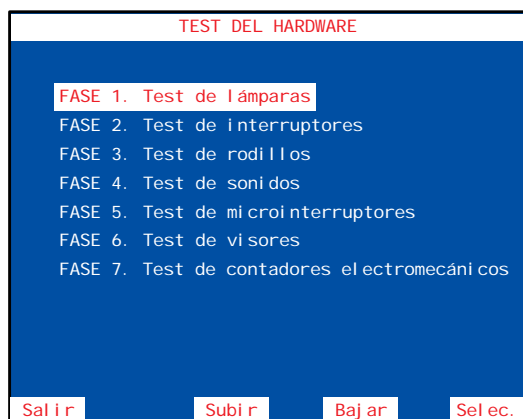 TEST DEL HARDWARE
FASE 1. Test de lámparas
FASE 2. Test de interruptores
FASE 3. Test de rodillos
FASE 4. Test de sonidos
FASE 5. Test de microinterruptores
FASE 6. Test de visores
FASE 7. Test de contadores electromecánicos
Salir Subir Bajar Selec.